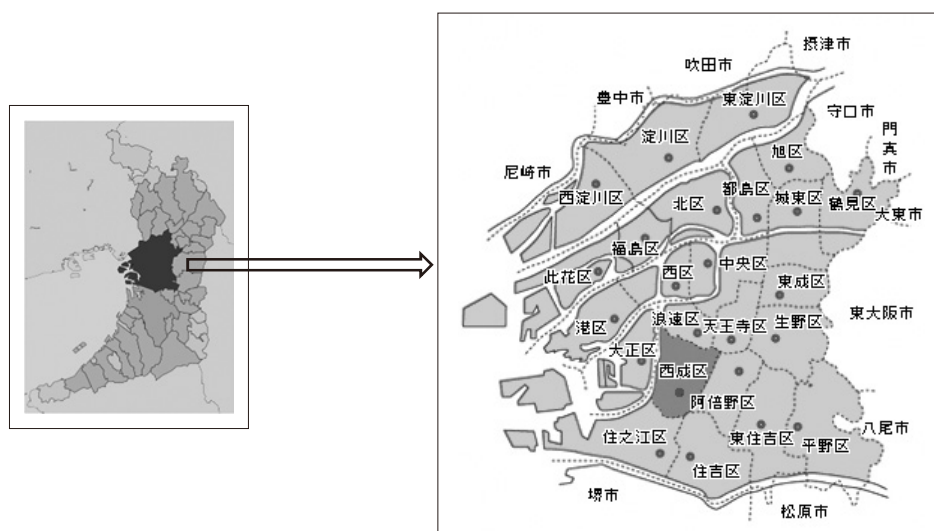 摂津市
吹田市
豊中市
東淀川区
守口市
淀川区
門真市
旭区
尼崎市
西淀川区
都島区
北区
城東区
鶴見区
大東市
福島区
中央区
西区
此花区
東成区
港区
浪速区
天王寺区
生野区
東大阪市
大正区
西成区
阿倍野区
住之江区
東住吉区
平野区
八尾市
住吉区
堺市
松原市